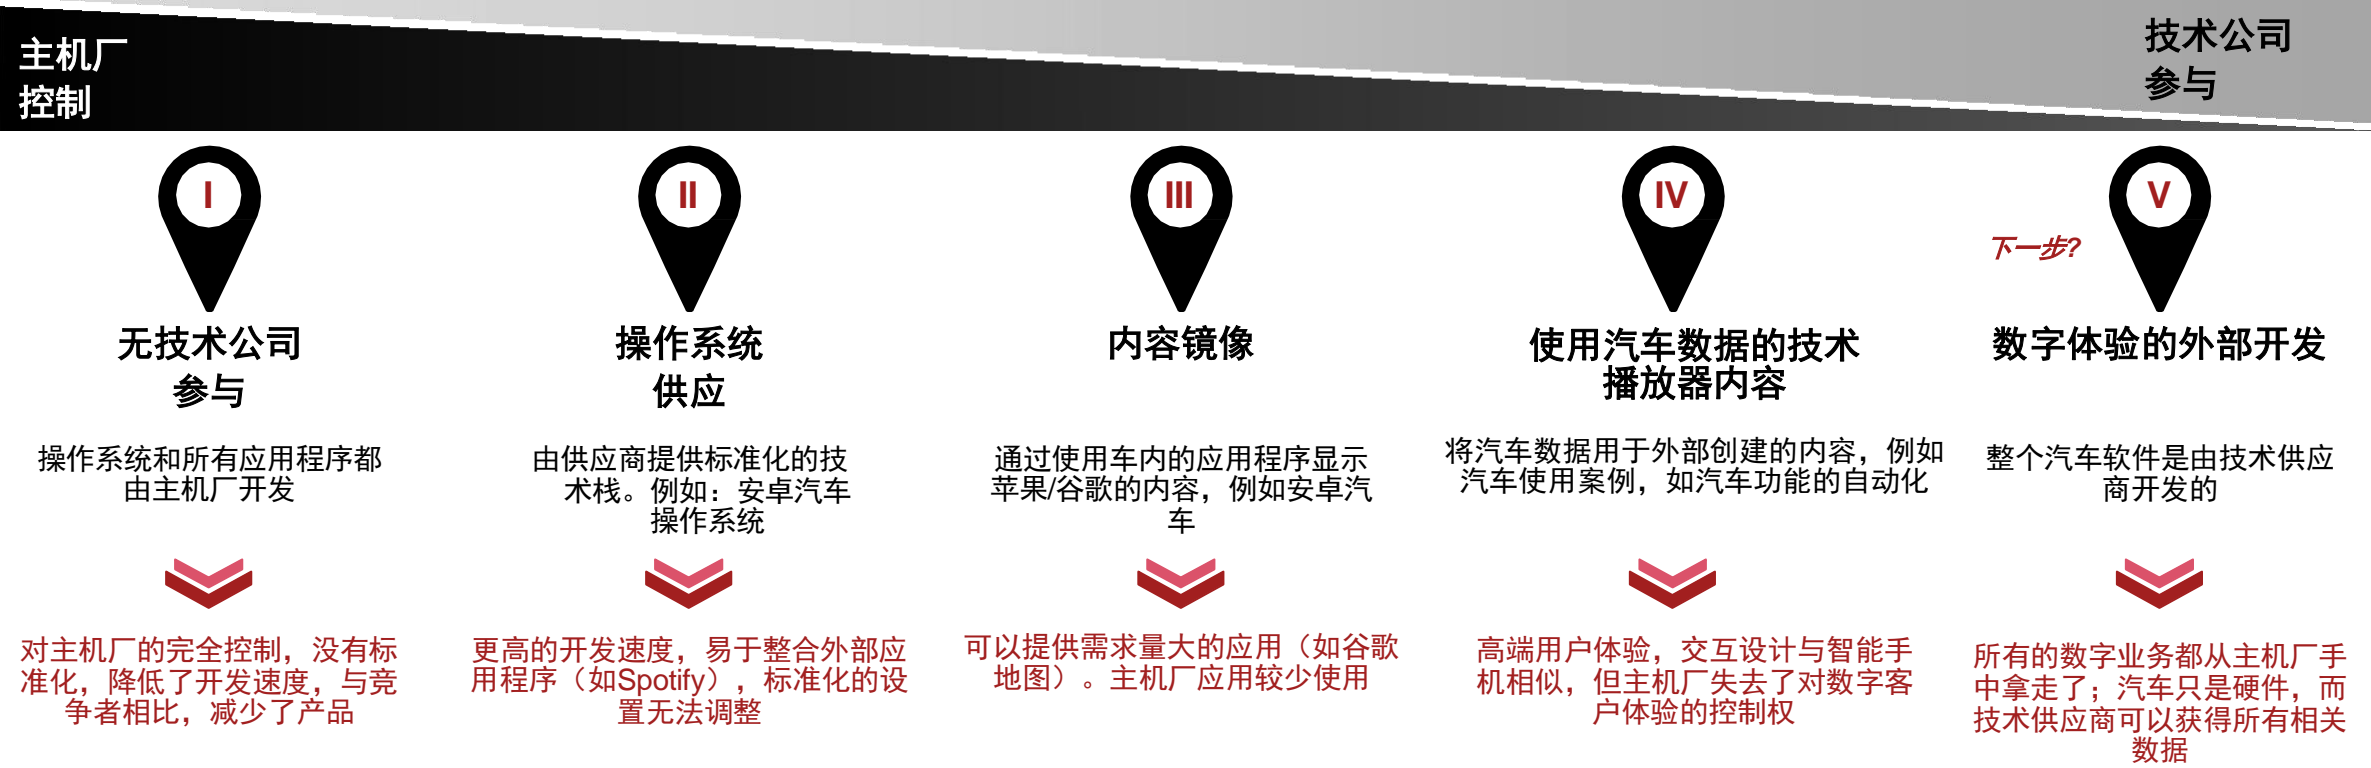 主机厂
控制
技术公司
参与
I
无技术公司
参与
操作系统和所有应用程序都
由主机厂开发
对主机厂的完全控制，没有标
准化，降低了开发速度，与竞
争者相比，减少了产品
II
操作系统
供应
由供应商提供标准化的技
术栈。例如：安卓汽车
操作系统
更高的开发速度，易于整合外部应
用程序（如Spotify），标准化的设
置无法调整
III
内容镜像
通过使用车内的应用程序显示
苹果/谷歌的内容，例如安卓汽
车
可以提供需求量大的应用（如谷歌
地图）。主机厂应用较少使用
IV
使用汽车数据的技术
播放器内容
将汽车数据用于外部创建的内容，例如
汽车使用案例，如汽车功能的自动化
高端用户体验，交互设计与智能手
机相似，但主机厂失去了对数字客
户体验的控制权
下一步?
V
数字体验的外部开发
整个汽车软件是由技术供应
商开发的
所有的数字业务都从主机厂手
中拿走了；汽车只是硬件，而
技术供应商可以获得所有相关
数据